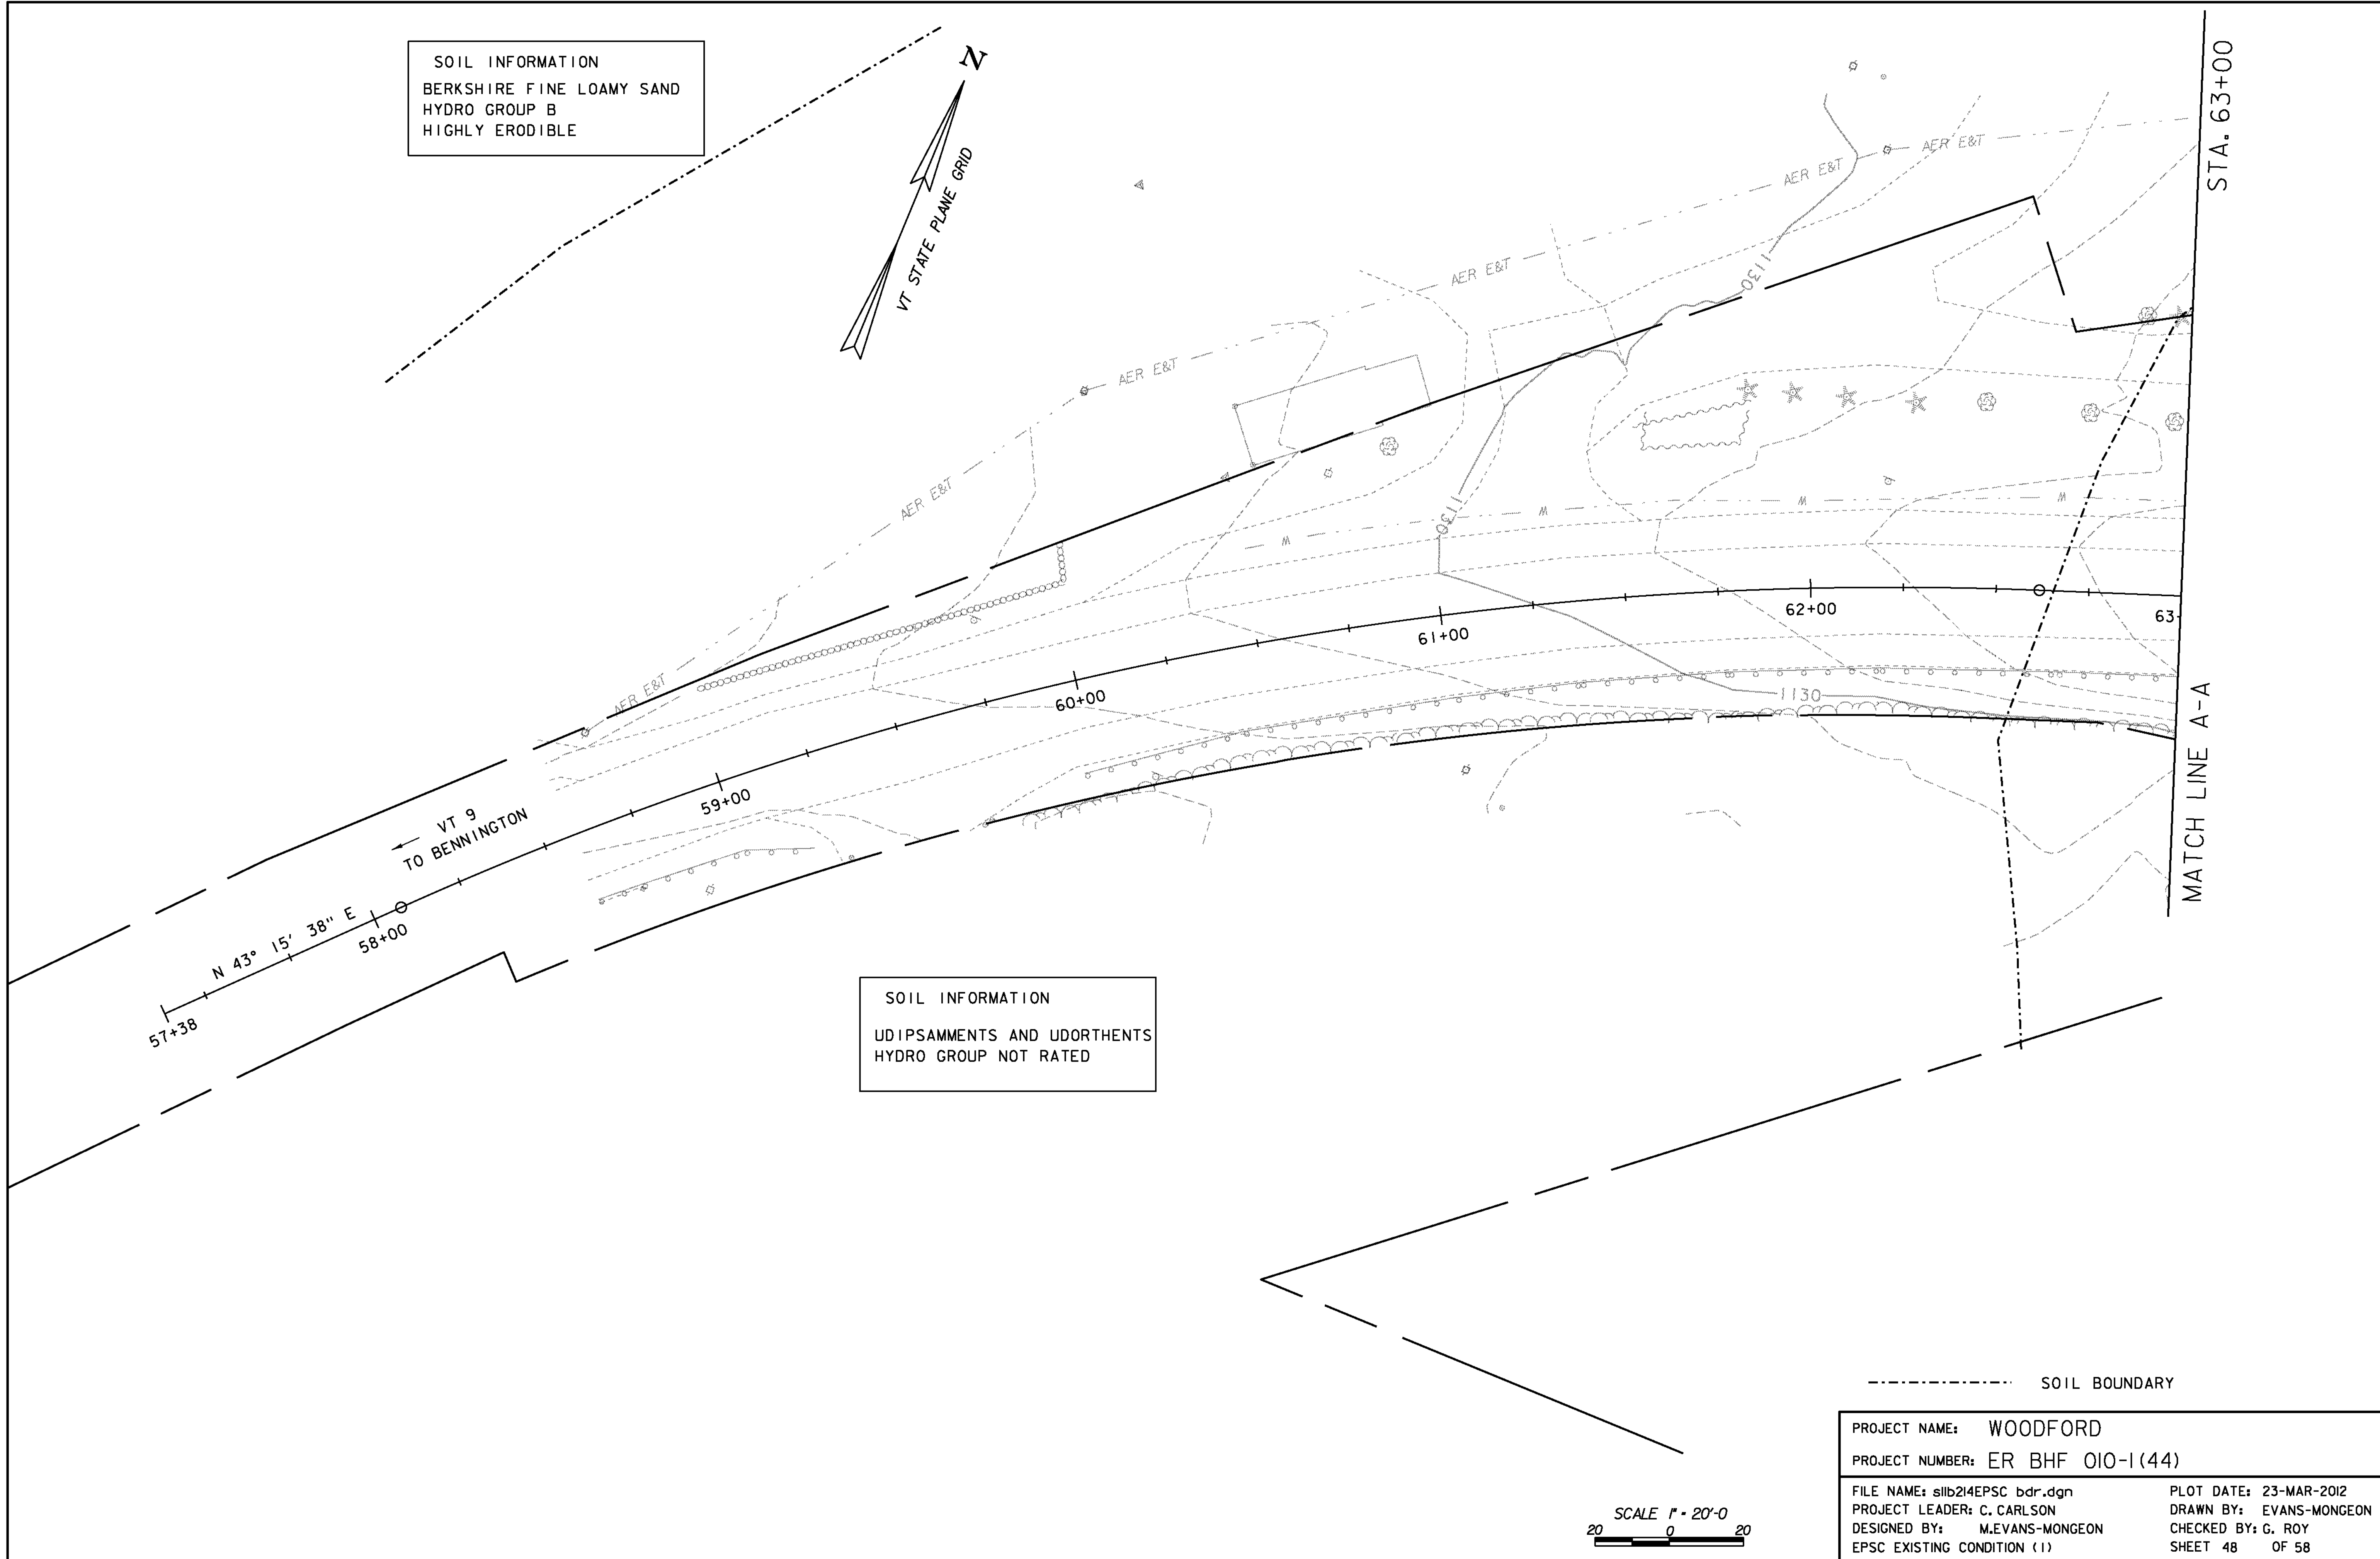 SOIL INFORMATION
BERKSHIRE FINE LOAMY SAND
HYDRO GROUP B
HIGHLY ERODIBLE
N
VT STATE PLANE GRID
STA. 63+00
AER E&T
AER E&T
AER E&T
AER E&T
AER E&T
AER E&T
1130
1130
W
W
W
W
62+00
63
61+00
60+00
1130
59+00
MATCH LINE A-A
VT 9
TO BENNINGTON
N 43° 15' 38" E
58+00
57+38
SOIL INFORMATION
UDIPSAMMENTS AND UDORTHENTS
HYDRO GROUP NOT RATED
SOIL BOUNDARY
PROJECT NAME: WOODFORD
PROJECT NUMBER: ER BHF 010-1(44)
FILE NAME: s11b214EPSC bdr.dgn
PLOT DATE: 23-MAR-2012
PROJECT LEADER: C. CARLSON
DRAWN BY: EVANS-MONGEON
DESIGNED BY: M.EVANS-MONGEON
CHECKED BY: G. ROY
EPSC EXISTING CONDITION (1)
SHEET 48 OF 58
SCALE 1" = 20'-0
20 0 20